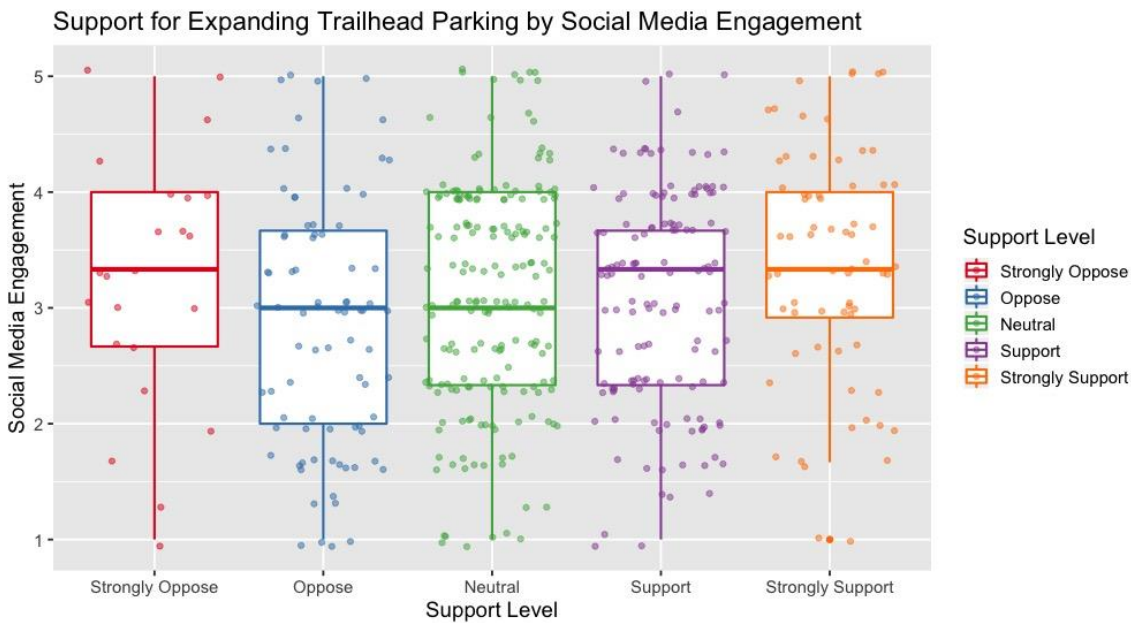 Support for Expanding Trailhead Parking by Social Media Engagement
Social Media Engagement
5
4
3
2
1
Strongly Oppose
Oppose
Neutral
Support
Strongly Support
Support Level
Support Level
Strongly Oppose
Oppose
Neutral
Support
Strongly Support